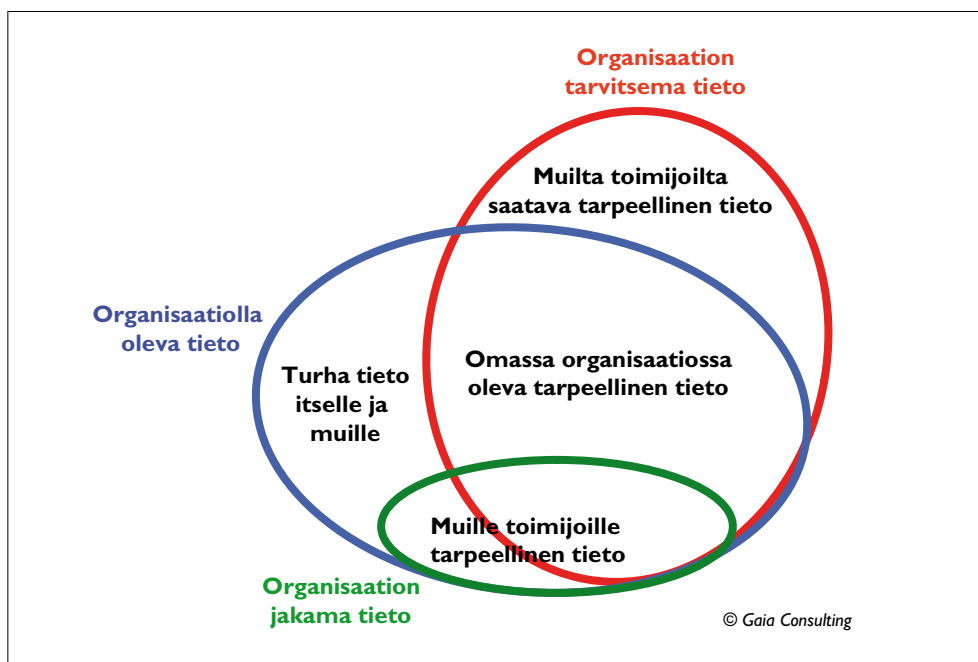 Organisaation
tarvitsema tieto
Muilta toimijoilta
saatava tarpeellinen tieto
Organisaatiolla
oleva tieto
Omassa organisaatiossa
oleva tarpeellinen tieto
Turha tieto
itselle ja
muille
Muille toimijoille
tarpeellinen tieto
Organisaation
jakama tieto
© Gaia Consulting